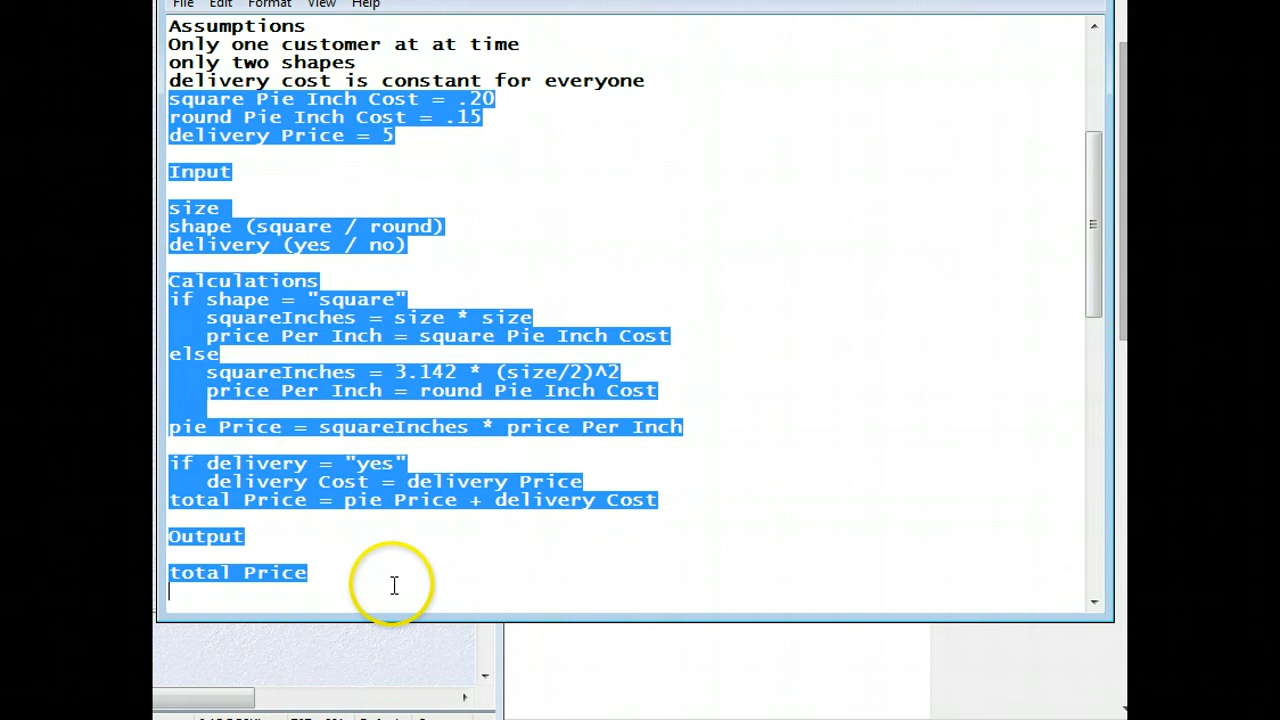 File Edit Format View Help
Assumptions
Only one customer at at time
only two shapes
delivery cost is constant for everyone
square Pie Inch Cost = .20
round Pie Inch Cost = .15
delivery Price = 5
Input
size
shape (square / round)
delivery (yes / no)
Calculations
if shape = "square"
squareInches = size * size
price Per Inch = square Pie Inch Cost
else
squareInches = 3.142 * (size/2)^2
price Per Inch = round Pie Inch Cost
pie Price = squareInches * price Per Inch
if delivery = "yes"
delivery Cost = delivery Price
total Price = pie Price + delivery Cost
Output
total Price